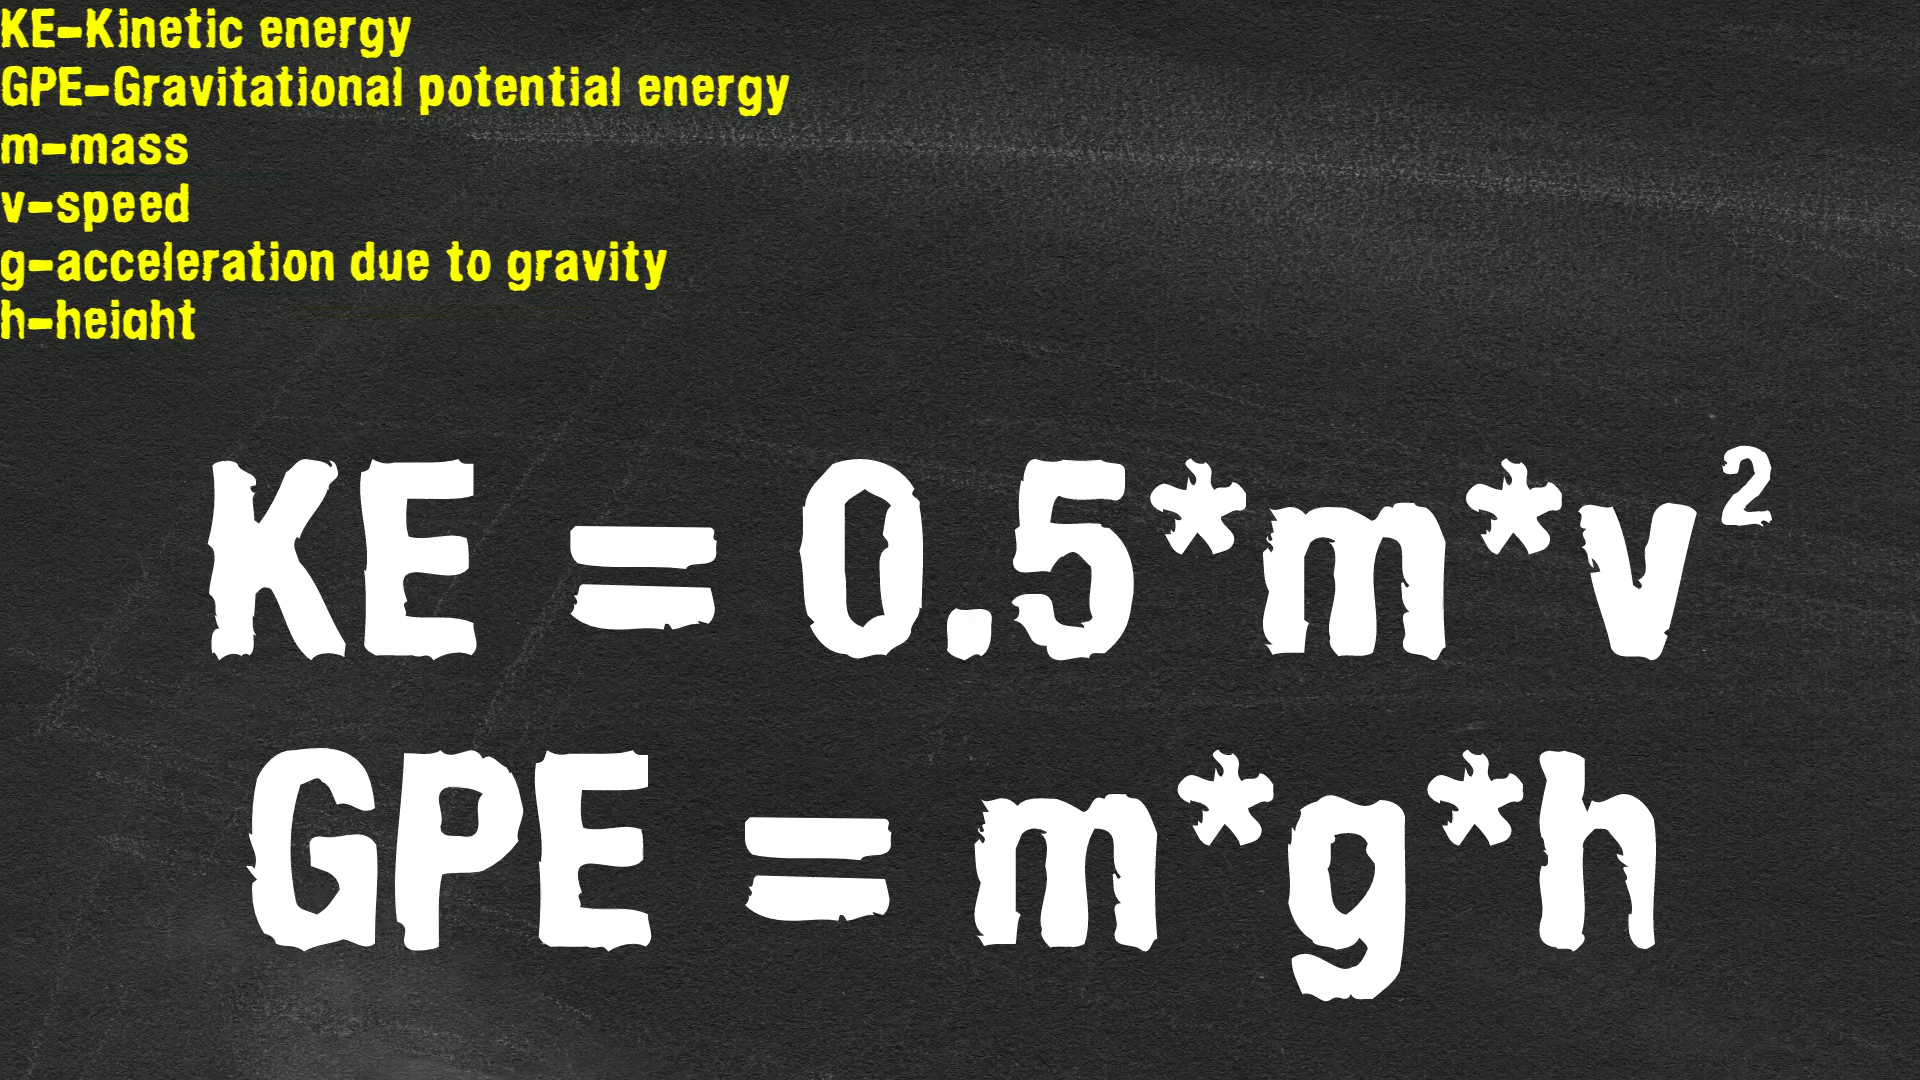 KE-Kinetic energy
GPE-Gravitational potential energy
m-mass
v-speed
g-acceleration due to gravity
h-height
KE = 0.5*m*v²
GPE = m*g*h